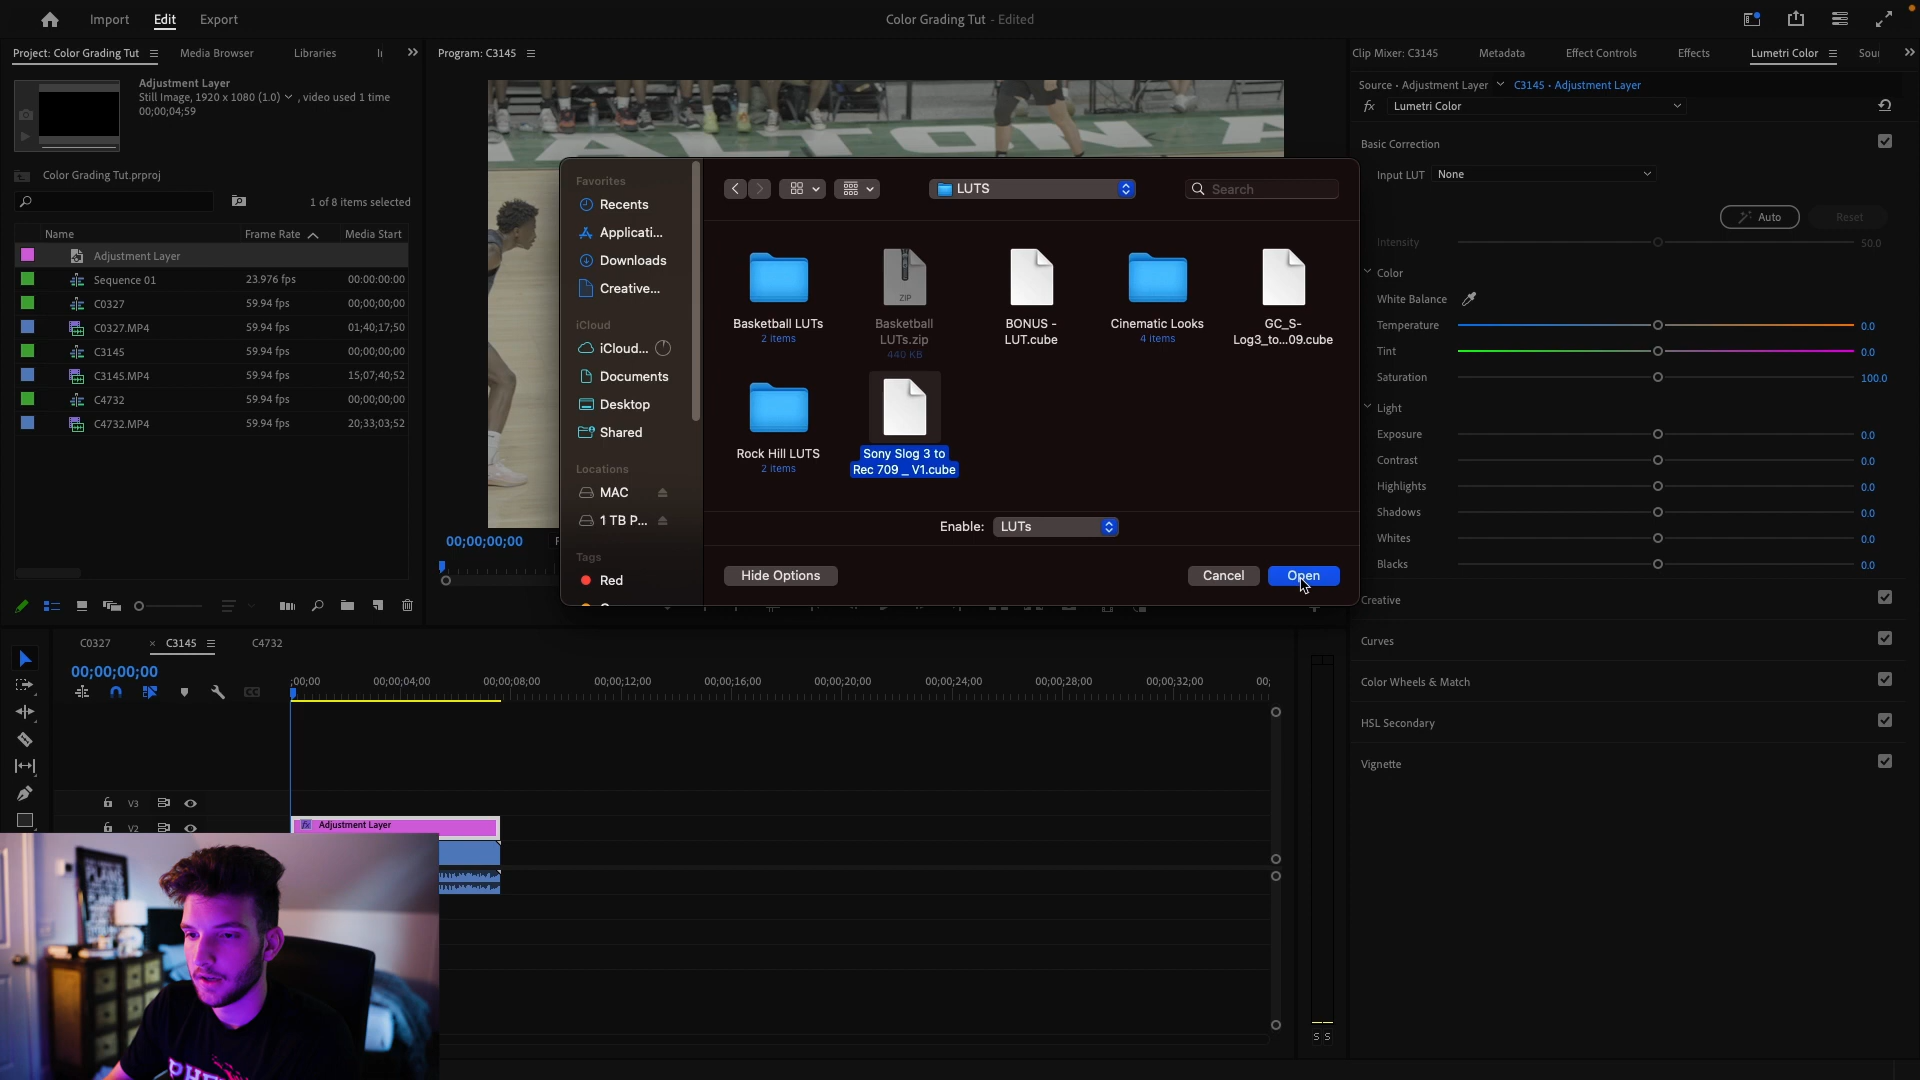 Import
Edit
Export
Color Grading Tut - Edited
Project: Color Grading Tut
Media Browser
Libraries
Program: C3145
Clip Mixer: C3145
Metadata
Effect Controls
Effects
Lumetri Color
Adjustment Layer
Still Image, 1920 x 1080 (1.0) , video used 1 time
00;00;04;59
Color Grading Tut.prproj
1 of 8 items selected
Name Frame Rate Media Start
Adjustment Layer
Sequence 01 23.976 fps 00:00:00:00
C0327 59.94 fps 00;00;00;00
C0327.MP4 59.94 fps 01;40;17;50
C3145 59.94 fps 00;00;00;00
C3145.MP4 59.94 fps 15;07;40;52
C4732 59.94 fps 00;00;00;00
C4732.MP4 59.94 fps 20;33;03;52
ALTON A
Favorites
Recents
Applicati...
Downloads
Creative...
iCloud
iCloud...
Documents
Desktop
Shared
Locations
MAC
1 TB P...
Tags
Red
LUTS
Search
Basketball LUTs
2 items
ZIP
Basketball
LUTs.zip
440 KB
BONUS -
LUT.cube
Cinematic Looks
4 items
GC_S-
Log3_to...09.cube
Rock Hill LUTS
2 items
Sony Slog 3 to
Rec 709 _ V1.cube
Enable: LUTs
Hide Options
Cancel
Open
00;00;00;00
Source • Adjustment Layer
C3145 • Adjustment Layer
fx Lumetri Color
Basic Correction
Input LUT None
Auto
Reset
Intensity 50.0
Color
White Balance
Temperature 0.0
Tint 0.0
Saturation 100.0
Light
Exposure 0.0
Contrast 0.0
Highlights 0.0
Shadows 0.0
Whites 0.0
Blacks 0.0
Creative
Curves
Color Wheels & Match
HSL Secondary
Vignette
C0327
× C3145
C4732
00;00;00;00
;00;00
00;00;04;00
00;00;08;00
00;00;12;00
00;00;16;00
00;00;20;00
00;00;24;00
00;00;28;00
00;00;32;00
00;
V3
V2
fx Adjustment Layer
S S